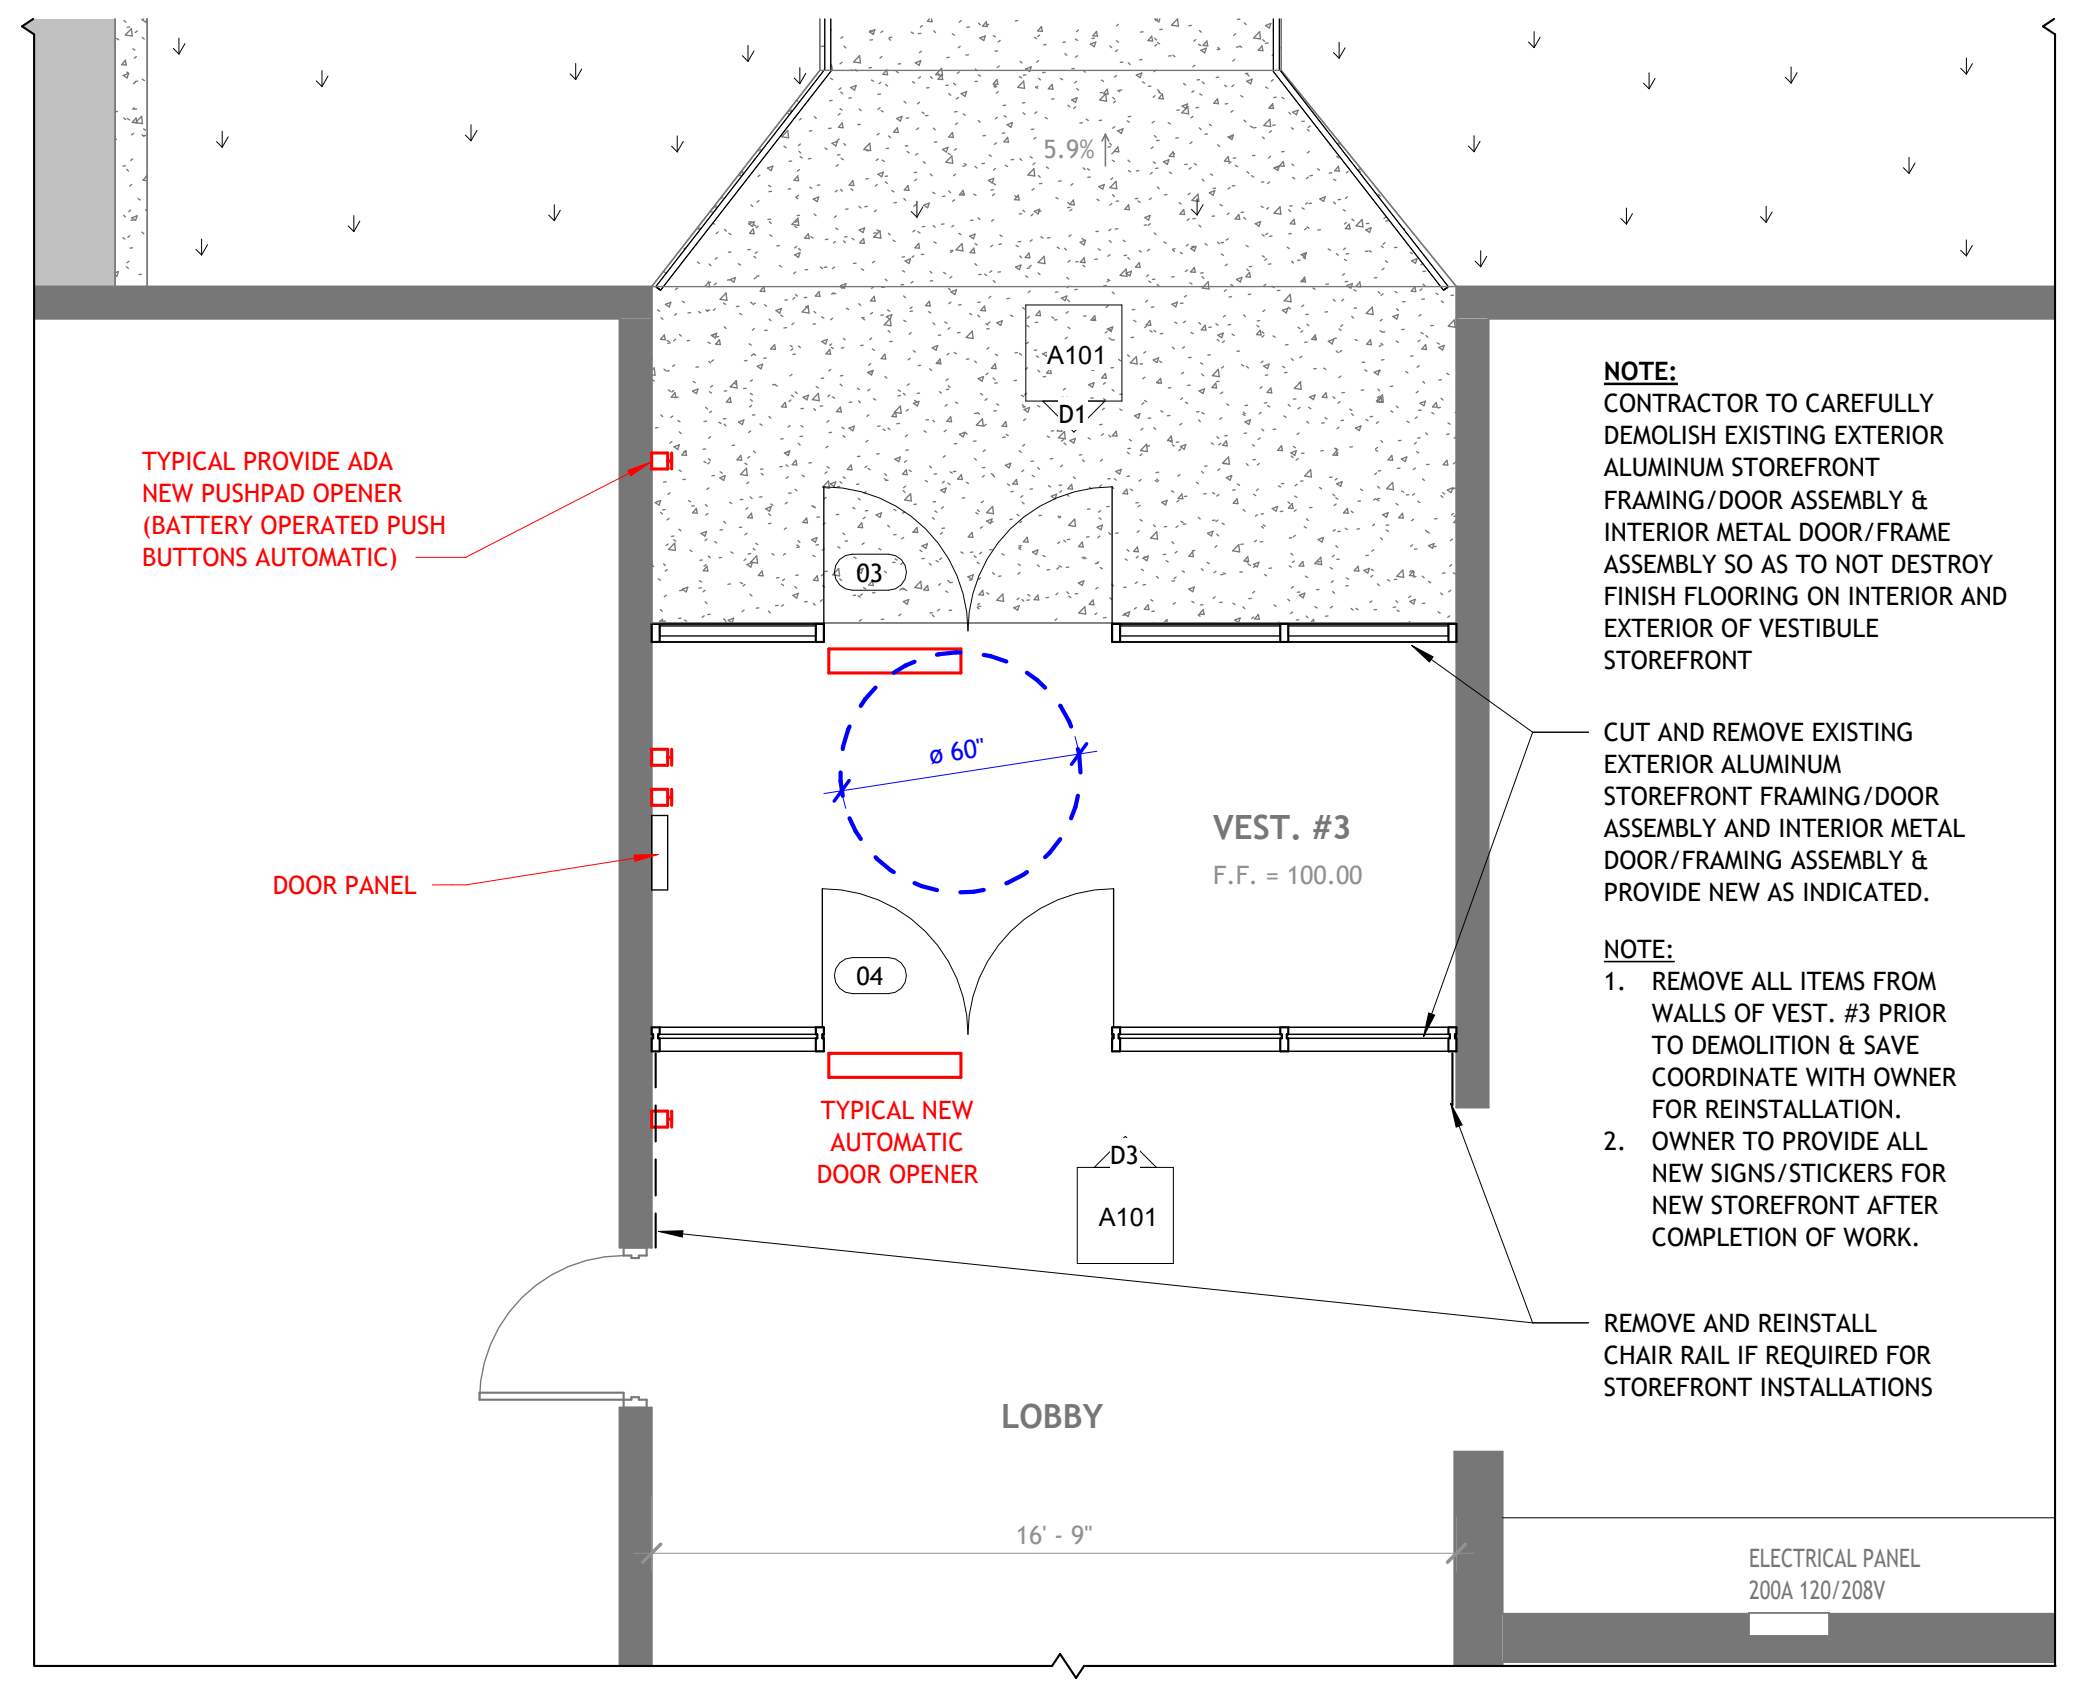 5.9%
A101
D1
TYPICAL PROVIDE ADA
NEW PUSHPAD OPENER
(BATTERY OPERATED PUSH
BUTTONS AUTOMATIC)
03
ø 60"
VEST. #3
F.F. = 100.00
DOOR PANEL
04
TYPICAL NEW
AUTOMATIC
DOOR OPENER
D3
A101
LOBBY
16' - 9"
NOTE:
CONTRACTOR TO CAREFULLY
DEMOLISH EXISTING EXTERIOR
ALUMINUM STOREFRONT
FRAMING/DOOR ASSEMBLY &
INTERIOR METAL DOOR/FRAME
ASSEMBLY SO AS TO NOT DESTROY
FINISH FLOORING ON INTERIOR AND
EXTERIOR OF VESTIBULE
STOREFRONT
CUT AND REMOVE EXISTING
EXTERIOR ALUMINUM
STOREFRONT FRAMING/DOOR
ASSEMBLY AND INTERIOR METAL
DOOR/FRAMING ASSEMBLY &
PROVIDE NEW AS INDICATED.
NOTE:
1. REMOVE ALL ITEMS FROM
WALLS OF VEST. #3 PRIOR
TO DEMOLITION & SAVE
COORDINATE WITH OWNER
FOR REINSTALLATION.
2. OWNER TO PROVIDE ALL
NEW SIGNS/STICKERS FOR
NEW STOREFRONT AFTER
COMPLETION OF WORK.
REMOVE AND REINSTALL
CHAIR RAIL IF REQUIRED FOR
STOREFRONT INSTALLATIONS
ELECTRICAL PANEL
200A 120/208V